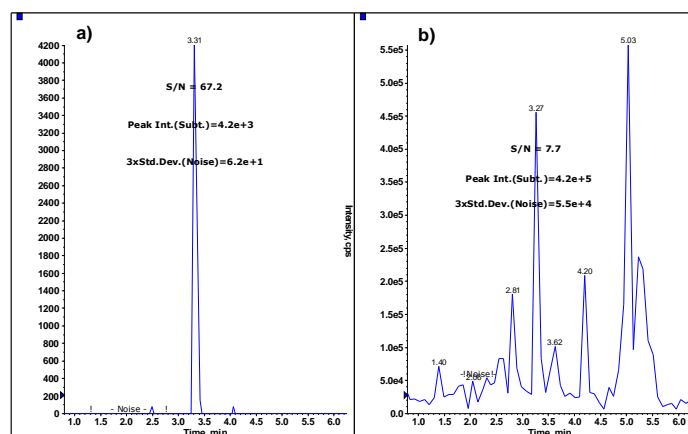 a)
3.31
S/N = 67.2
Peak Int.(Subt.)=4.2e+3
3xStd.Dev.(Noise)=6.2e+1
4200
4000
3800
3600
3400
3200
3000
2800
2600
2400
2200
2000
1800
1600
1400
1200
1000
800
600
400
200
0
! - Noise - !
1.0 1.5 2.0 2.5 3.0 3.5 4.0 4.5 5.0 5.5 6.0
Time, min
b)
Intensity, cps
5.03
3.27
S/N = 7.7
Peak Int.(Subt.)=4.2e+5
3xStd.Dev.(Noise)=5.5e+4
4.20
2.81
3.62
1.40
-!Noise!-
5.5e5
5.0e5
4.5e5
4.0e5
3.5e5
3.0e5
2.5e5
2.0e5
1.5e5
1.0e5
5.0e4
0.0
1.0 1.5 2.0 2.5 3.0 3.5 4.0 4.5 5.0 5.5 6.0
Time, min